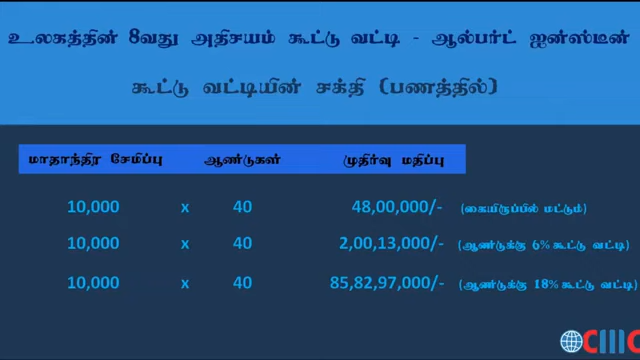 உலகத்தின் 8வது அதிசயம் கூட்டு வட்டி - ஆல்பர்ட் ஐன்ஸ்டீன்
கூட்டு வட்டியின் சக்தி (பணத்தில்)
மாதாந்திர சேமிப்பு ஆண்டுகள் முதிர்வு மதிப்பு
10,000 x 40 48,00,000/- (கையிருப்பில் மட்டும்)
10,000 x 40 2,00,13,000/- (ஆண்டுக்கு 6% கூட்டு வட்டி)
10,000 x 40 85,82,97,000/- (ஆண்டுக்கு 18% கூட்டு வட்டி)